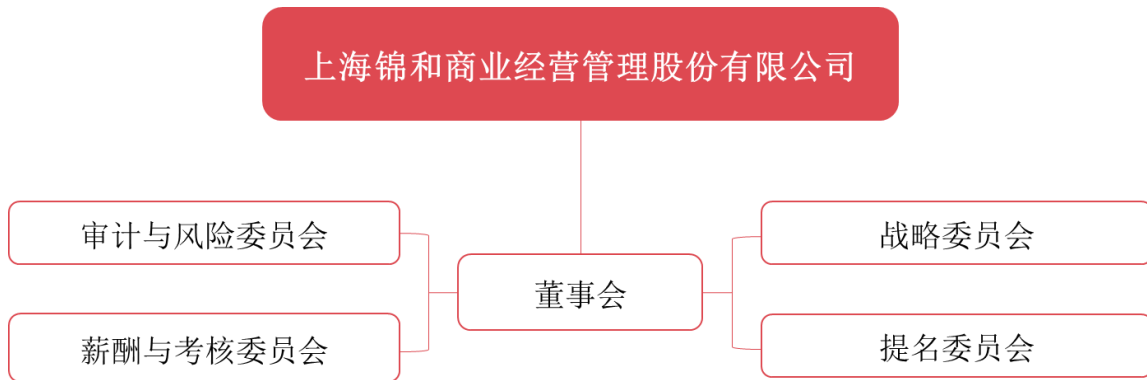 上海锦和商业经营管理股份有限公司
审计与风险委员会
战略委员会
董事会
薪酬与考核委员会
提名委员会